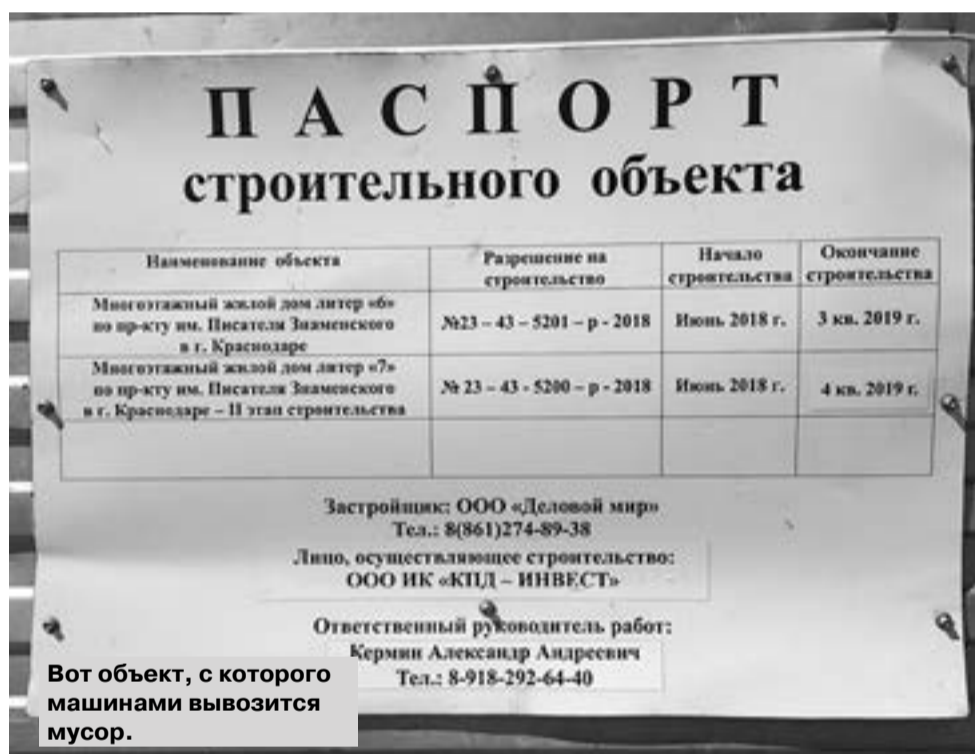 ПАСПОРТ
строительного объекта
Наименование объекта
Разрешение на
строительство
Начало
строительства
Окончание
строительства
Многоэтажный жилой дом литер «6»
по пр-кту им. Писателя Знаменского
в г. Краснодаре
№23 – 43 – 5201 – р - 2018
Июнь 2018 г.
3 кв. 2019 г.
Многоэтажный жилой дом литер «7»
по пр-кту им. Писателя Знаменского
в г. Краснодаре – II этап строительства
№ 23 – 43 - 5200 – р - 2018
Июнь 2018 г.
4 кв. 2019 г.
Застройщик: ООО «Деловой мир»
Тел.: 8(861)274-89-38
Лицо, осуществляющее строительство:
ООО ИК «КПД – ИНВЕСТ»
Ответственный руководитель работ:
Кермин Александр Андреевич
Тел.: 8-918-292-64-40
Вот объект, с которого
машинами вывозится
мусор.